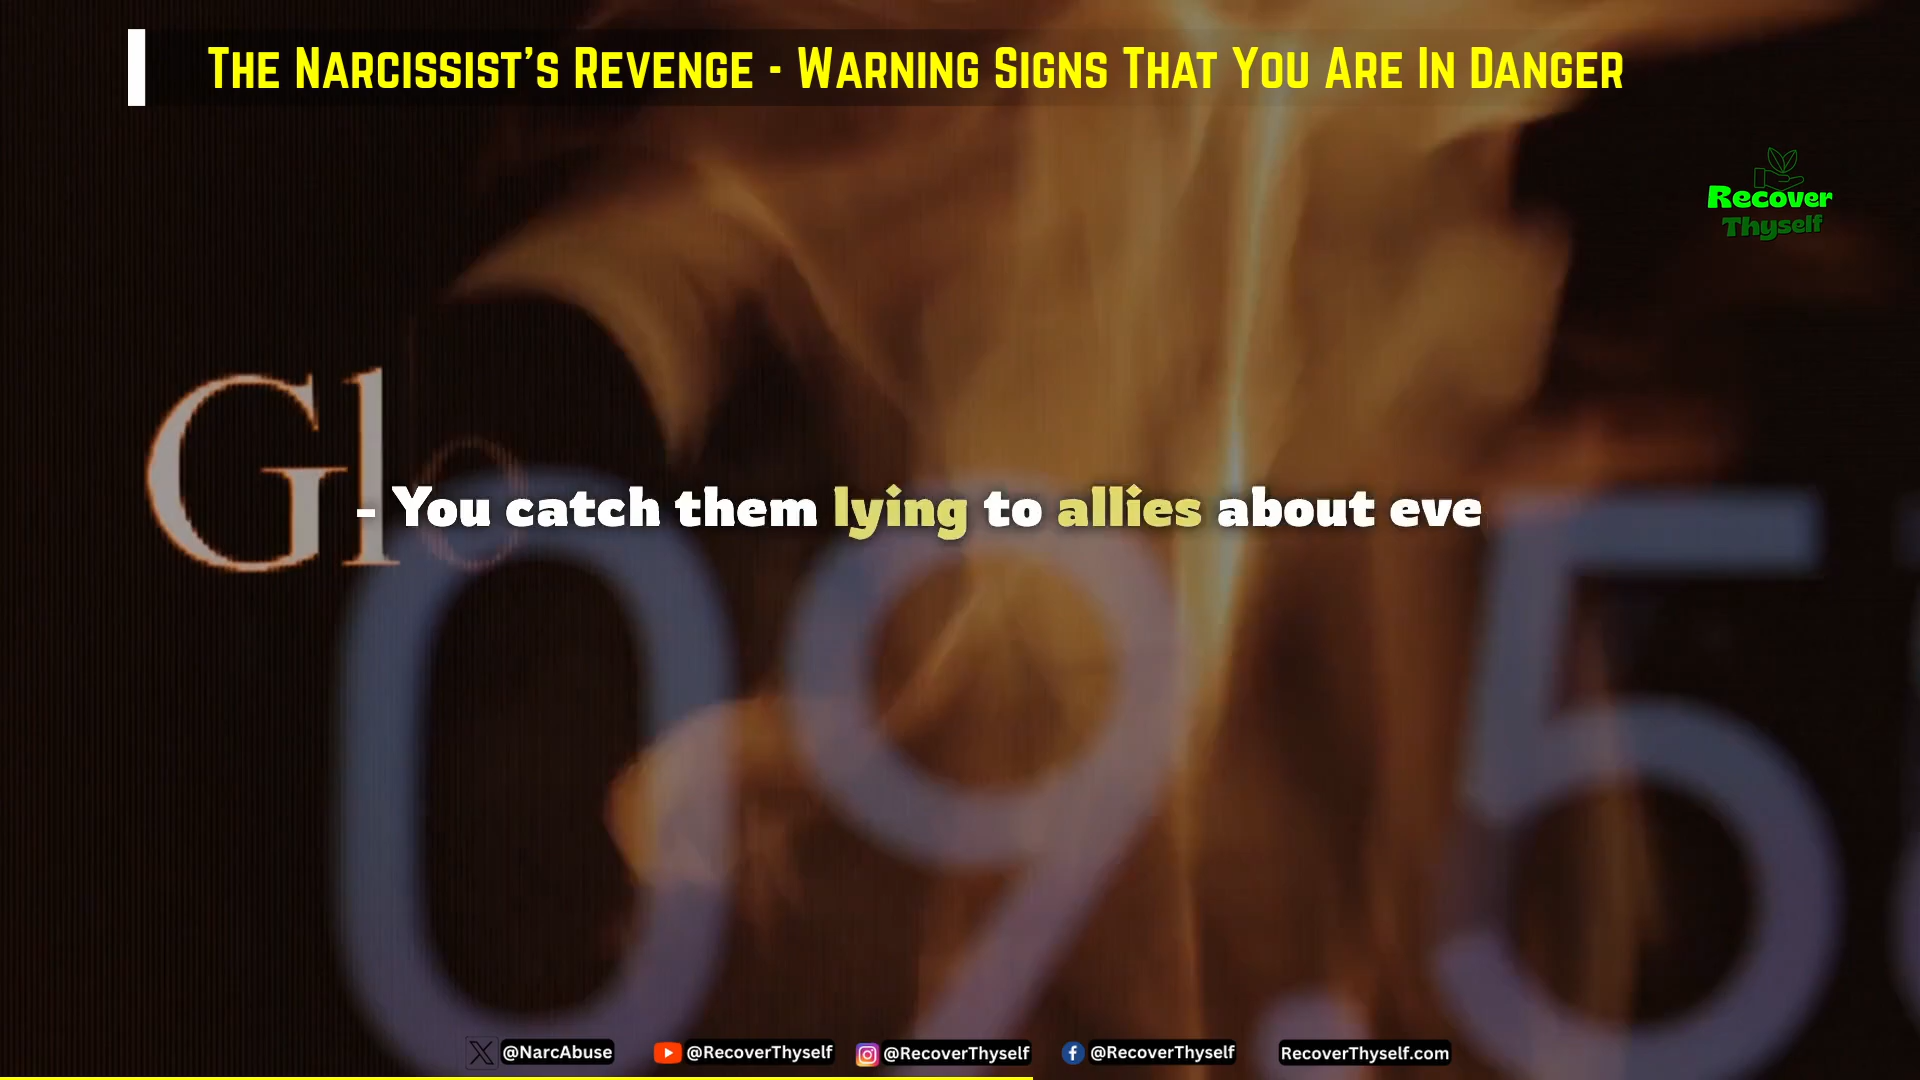 The Narcissist's Revenge - Warning Signs That You Are In Danger
Recover
Thyself
Glo
- You catch them lying to allies about eve
09.5
@NarcAbuse
@RecoverThyself
@RecoverThyself
@RecoverThyself
RecoverThyself.com